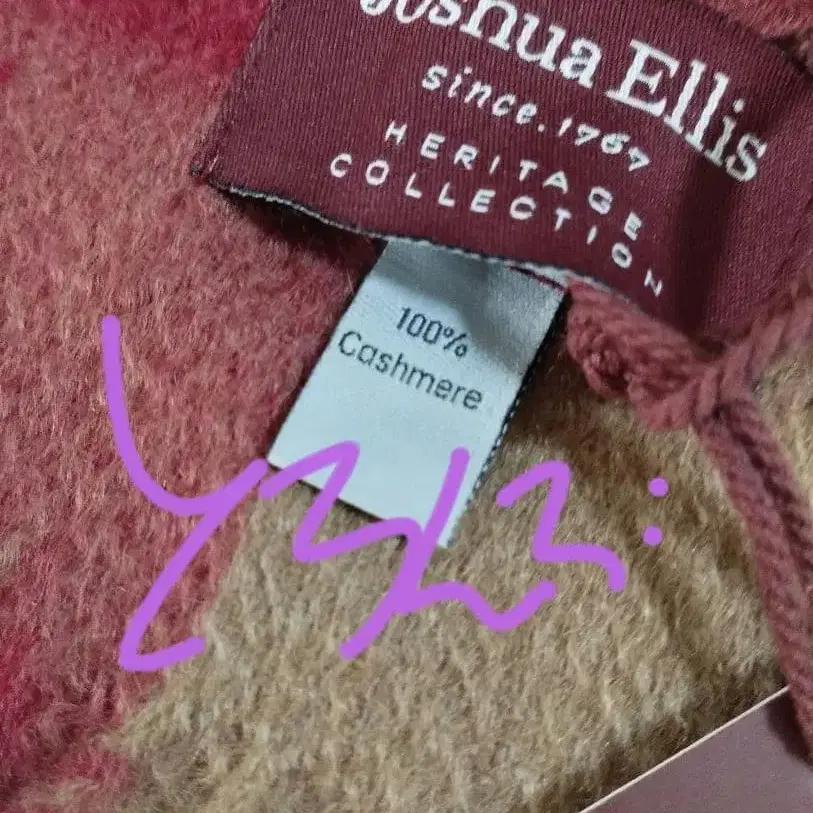 Joshua Ellis
since.1767
HERITAGE
COLLECTION
100%
Cashmere